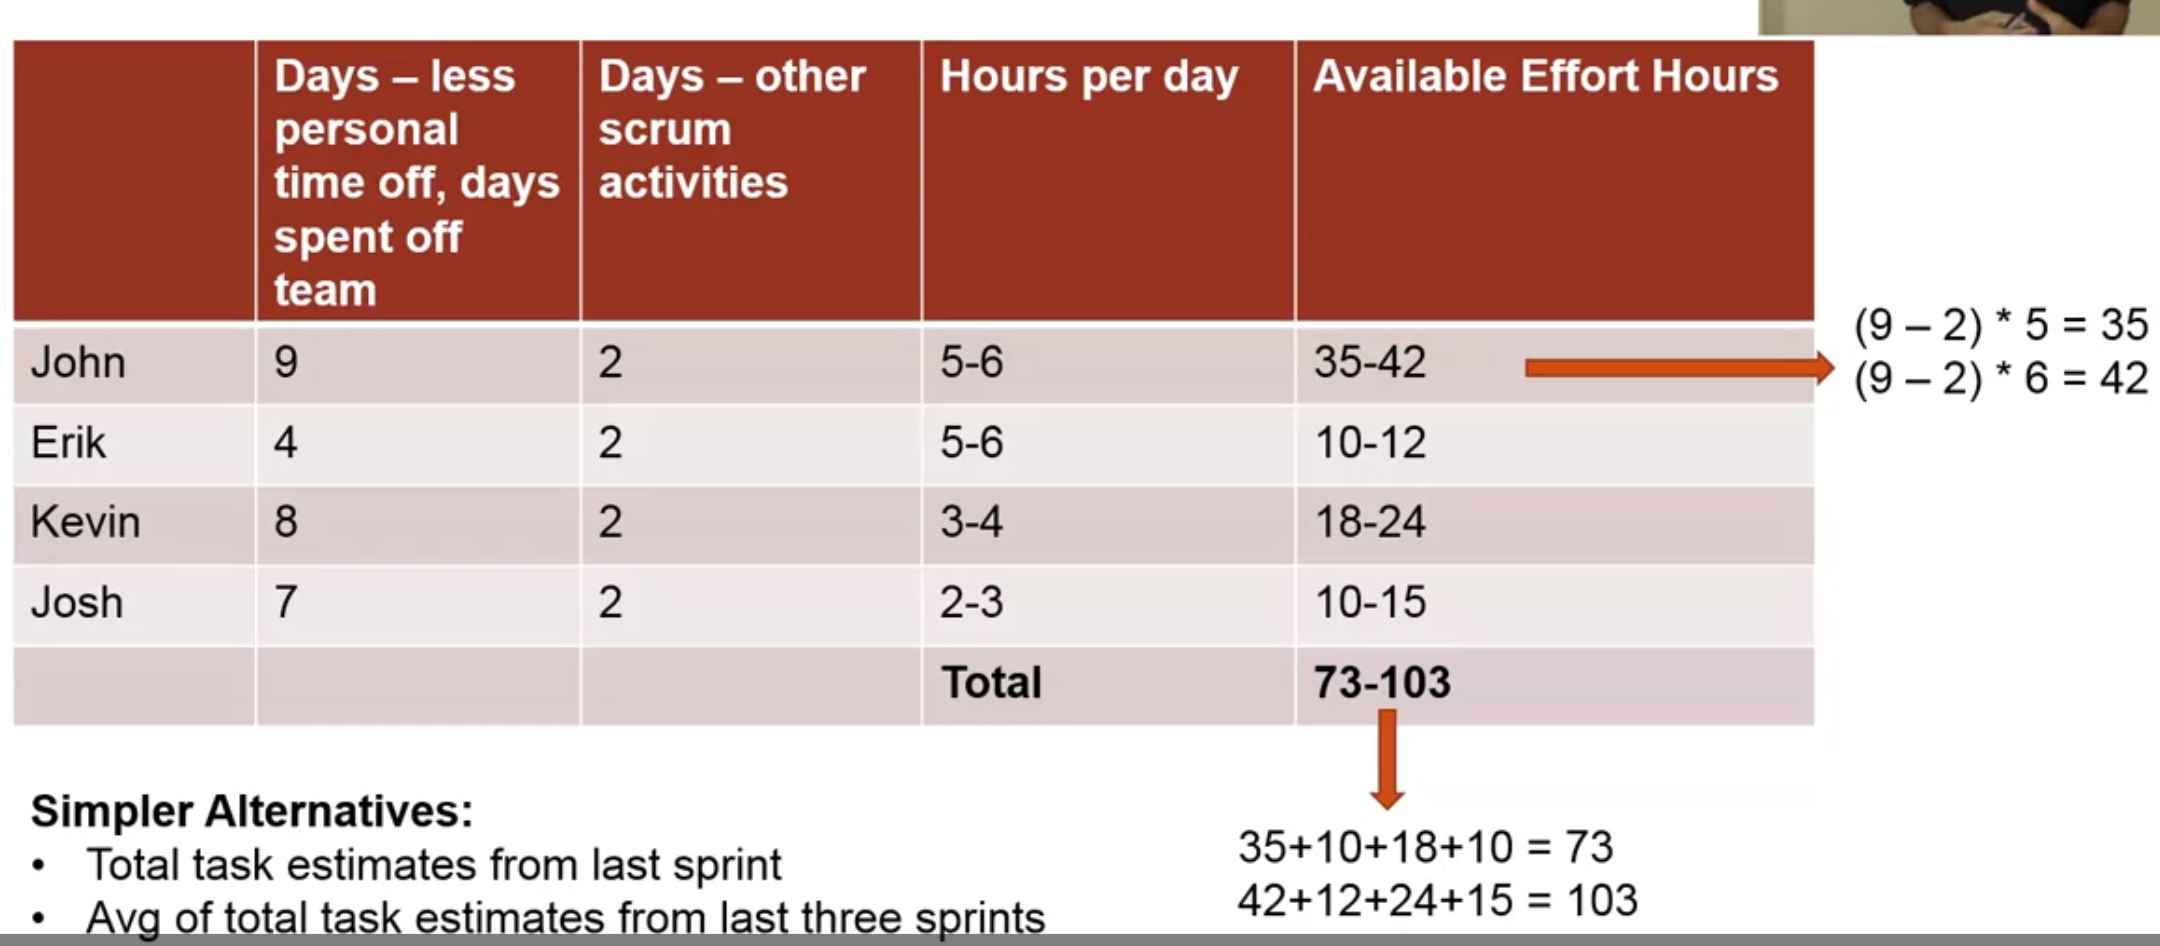 Days – less personal time off, days spent off team
Days – other scrum activities
Hours per day
Available Effort Hours
John 9 2 5-6 35-42
(9 – 2) * 5 = 35
(9 – 2) * 6 = 42
Erik 4 2 5-6 10-12
Kevin 8 2 3-4 18-24
Josh 7 2 2-3 10-15
Total 73-103
Simpler Alternatives:
• Total task estimates from last sprint
• Avg of total task estimates from last three sprints
35+10+18+10 = 73
42+12+24+15 = 103